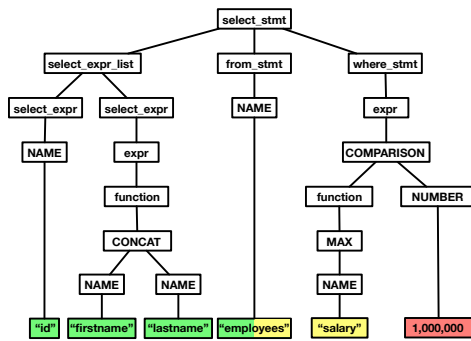 select_stmt
select_expr_list from_stmt where_stmt
select_expr select_expr NAME expr
NAME expr COMPARISON
function function NUMBER
CONCAT MAX
NAME NAME NAME
“id” “firstname” “lastname” “employees” “salary” 1,000,000